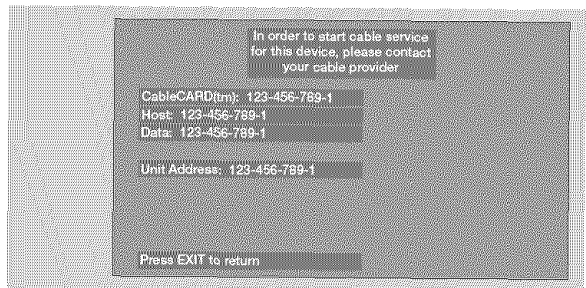 In order to start cable service
for this device, please contact
your cable provider
CableCARD(tm): 123-456-789-1
Host: 123-456-789-1
Data: 123-456-789-1
Unit Address: 123-456-789-1
Press EXIT to return